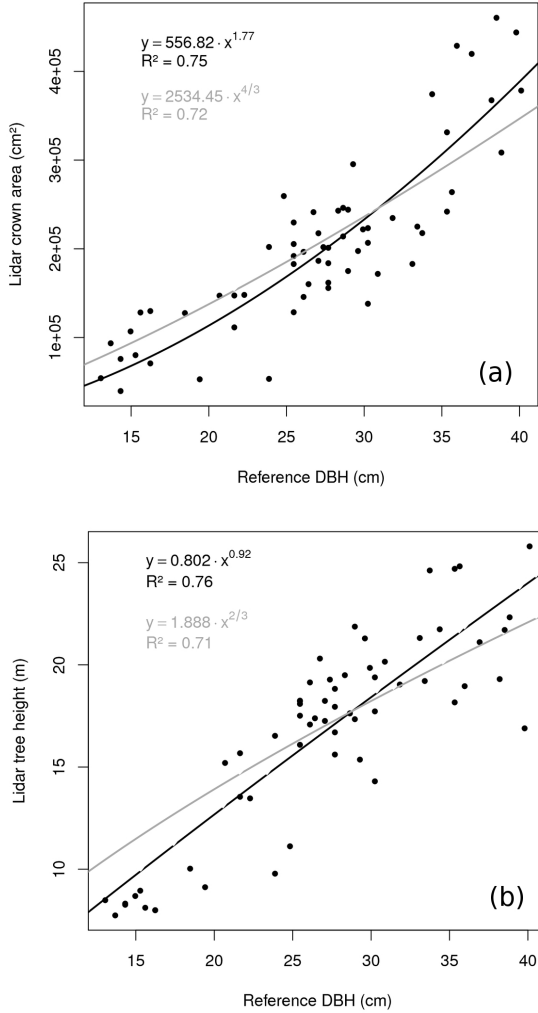 y = 556.82 · x^1.77
R² = 0.75
y = 2534.45 · x^4/3
R² = 0.72
4e+05
3e+05
2e+05
1e+05
Lidar crown area (cm²)
(a)
15 20 25 30 35 40
Reference DBH (cm)
y = 0.802 · x^0.92
R² = 0.76
y = 1.888 · x^2/3
R² = 0.71
25
20
15
10
Lidar tree height (m)
(b)
15 20 25 30 35 40
Reference DBH (cm)